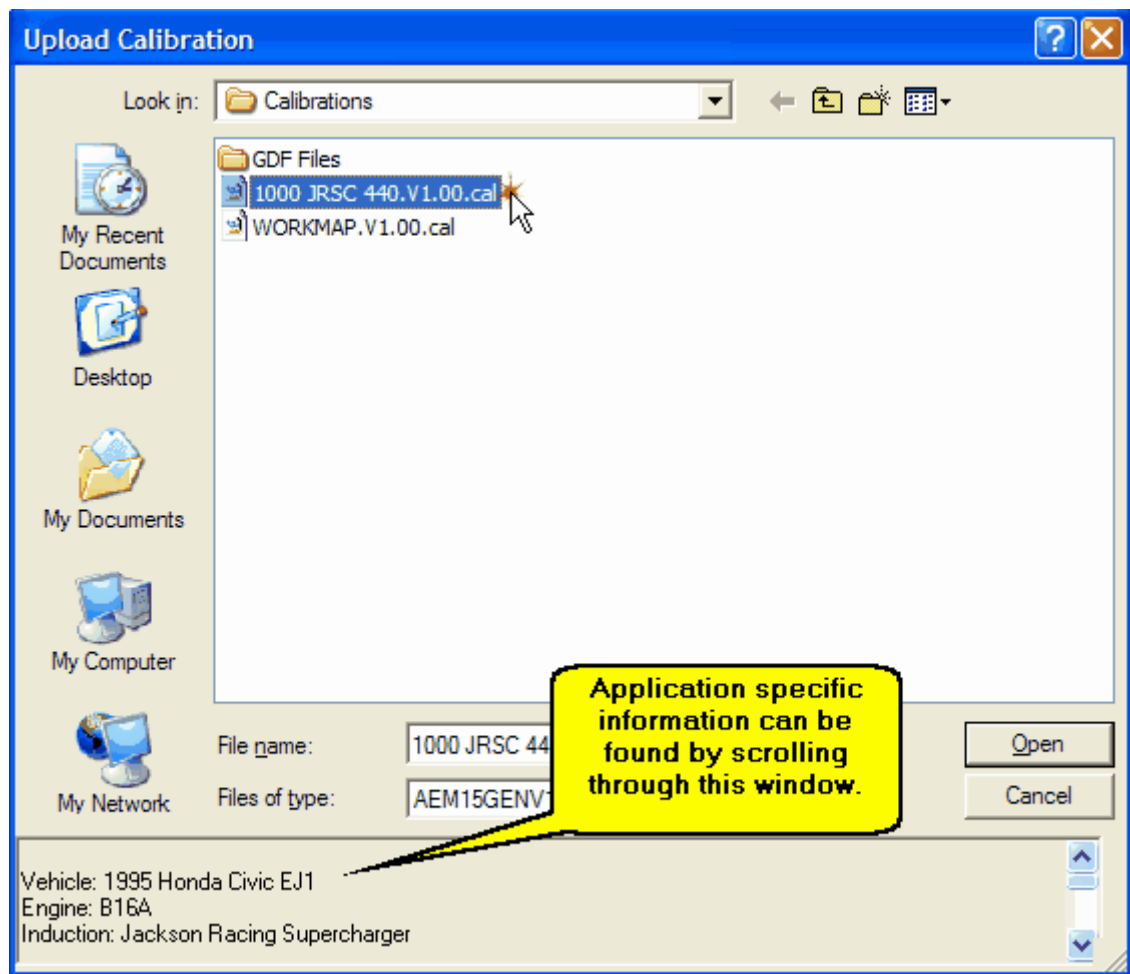 Upload Calibration
Look in: Calibrations
GDF Files
1000 JRSC 440.V1.00.cal
WORKMAP.V1.00.cal
My Recent
Documents
Desktop
My Documents
My Computer
My Network
Application specific
information can be
found by scrolling
through this window.
File name: 1000 JRSC 44
Open
Files of type: AEM15GENV1
Cancel
Vehicle: 1995 Honda Civic EJ1
Engine: B16A
Induction: Jackson Racing Supercharger